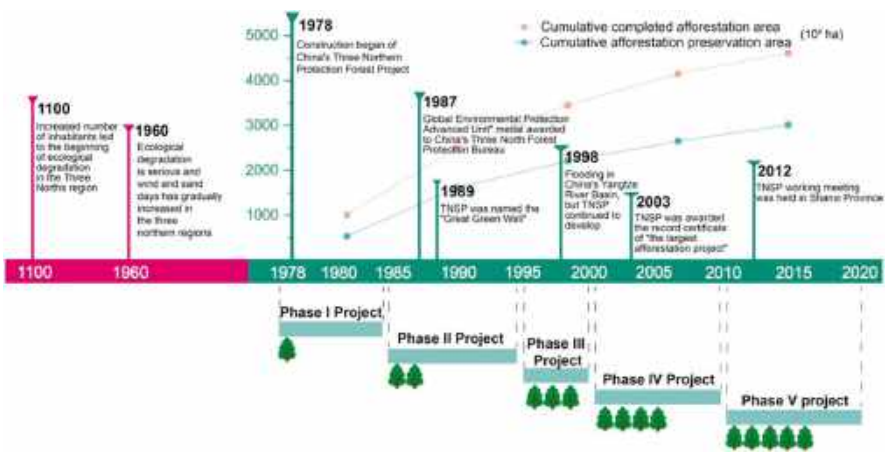 5000
4000
3000
2000
1000
Cumulative completed afforestation area
Cumulative afforestation preservation area
1978
Construction began of
China's Three Northern
Protection Forest Project
1100
Increased number
of inhabitants led
to the beginning
of ecological
degradation
in the Three
Norths region
1960
Ecological
degradation
is serious and
wind and sand
days has gradually
increased in
the three
northern regions
1987
Global Environmental Protection
Advanced Unit" medal awarded
to China's Three North Forest
Protection Bureau
1989
TNSP was named the
"Great Green Wall"
1998
Flooding in
China's Yangtze
River Basin,
but TNSP
continued to
develop
2003
TNSP was awarded
the record certificate
of "the largest
afforestation project"
2012
TNSP working meeting
was held in Province
1100 1960 1978 1980 1985 1990 1995 2000 2005 2010 2015 2020
Phase I Project
Phase II Project
Phase III
Project
Phase IV Project
Phase V project